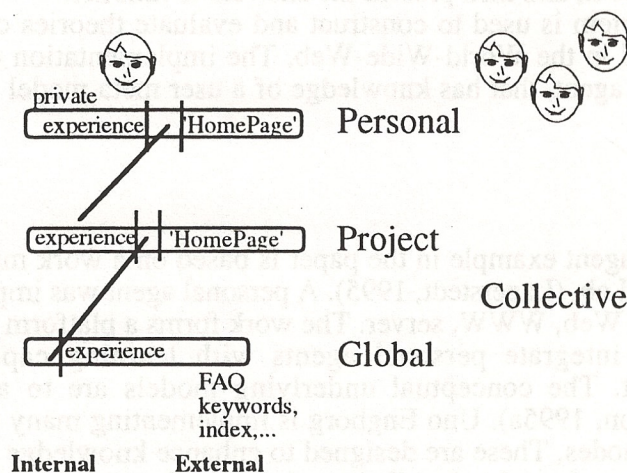 private
experience 'HomePage' Personal
experience 'HomePage' Project
Collective
experience Global
FAQ
keywords,
index,...
Internal External